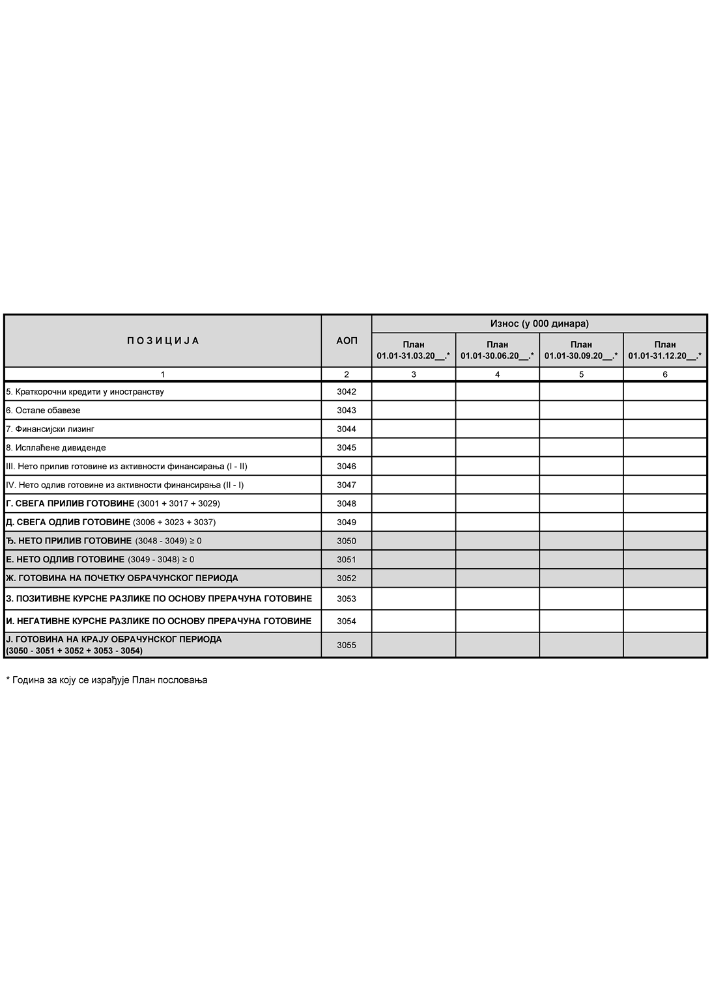 П О З И Ц И Ј А
АОП
Износ (у 000 динара)
План
01.01-31.03.20__.*
План
01.01-30.06.20__.*
План
01.01-30.09.20__.*
План
01.01-31.12.20__.*
1 2 3 4 5 6
5. Краткорочни кредити у иностранству 3042
6. Остале обавезе 3043
7. Финансијски лизинг 3044
8. Исплаћене дивиденде 3045
III. Нето прилив готовине из активности финансирања (I - II) 3046
IV. Нето одлив готовине из активности финансирања (II - I) 3047
Г. СВЕГА ПРИЛИВ ГОТОВИНЕ (3001 + 3017 + 3029) 3048
Д. СВЕГА ОДЛИВ ГОТОВИНЕ (3006 + 3023 + 3037) 3049
Ђ. НЕТО ПРИЛИВ ГОТОВИНЕ (3048 - 3049) ≥ 0 3050
Е. НЕТО ОДЛИВ ГОТОВИНЕ (3049 - 3048) ≥ 0 3051
Ж. ГОТОВИНА НА ПОЧЕТКУ ОБРАЧУНСКОГ ПЕРИОДА 3052
З. ПОЗИТИВНЕ КУРСНЕ РАЗЛИКЕ ПО ОСНОВУ ПРЕРАЧУНА ГОТОВИНЕ 3053
И. НЕГАТИВНЕ КУРСНЕ РАЗЛИКЕ ПО ОСНОВУ ПРЕРАЧУНА ГОТОВИНЕ 3054
Ј. ГОТОВИНА НА КРАЈУ ОБРАЧУНСКОГ ПЕРИОДА
(3050 - 3051 + 3052 + 3053 - 3054) 3055
* Година за коју се израђује План пословања